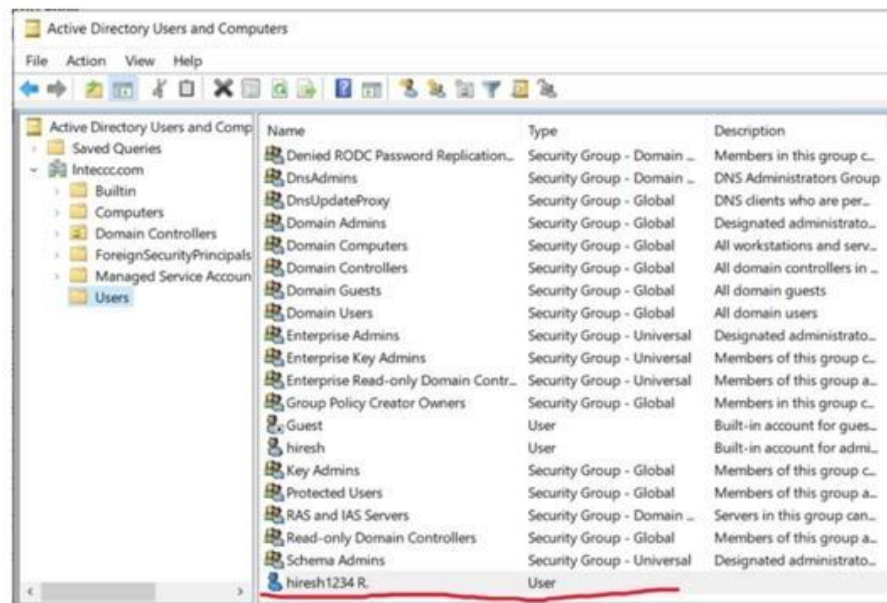 Active Directory Users and Computers
File Action View Help
Active Directory Users and Comp
Saved Queries
Inteccc.com
Builtin
Computers
Domain Controllers
ForeignSecurityPrincipals
Managed Service Accoun
Users
Name Type Description
Denied RODC Password Replication... Security Group - Domain ... Members in this group c...
DnsAdmins Security Group - Domain ... DNS Administrators Group
DnsUpdateProxy Security Group - Global DNS clients who are per...
Domain Admins Security Group - Global Designated administrato...
Domain Computers Security Group - Global All workstations and serv...
Domain Controllers Security Group - Global All domain controllers in ...
Domain Guests Security Group - Global All domain guests
Domain Users Security Group - Global All domain users
Enterprise Admins Security Group - Universal Designated administrato...
Enterprise Key Admins Security Group - Universal Members of this group c...
Enterprise Read-only Domain Contr... Security Group - Universal Members of this group a...
Group Policy Creator Owners Security Group - Global Members in this group c...
Guest User Built-in account for gues...
hiresh User Built-in account for admi...
Key Admins Security Group - Global Members of this group c...
Protected Users Security Group - Global Members of this group a...
RAS and IAS Servers Security Group - Domain ... Servers in this group can...
Read-only Domain Controllers Security Group - Global Members of this group a...
Schema Admins Security Group - Universal Designated administrato...
hiresh1234 R. User